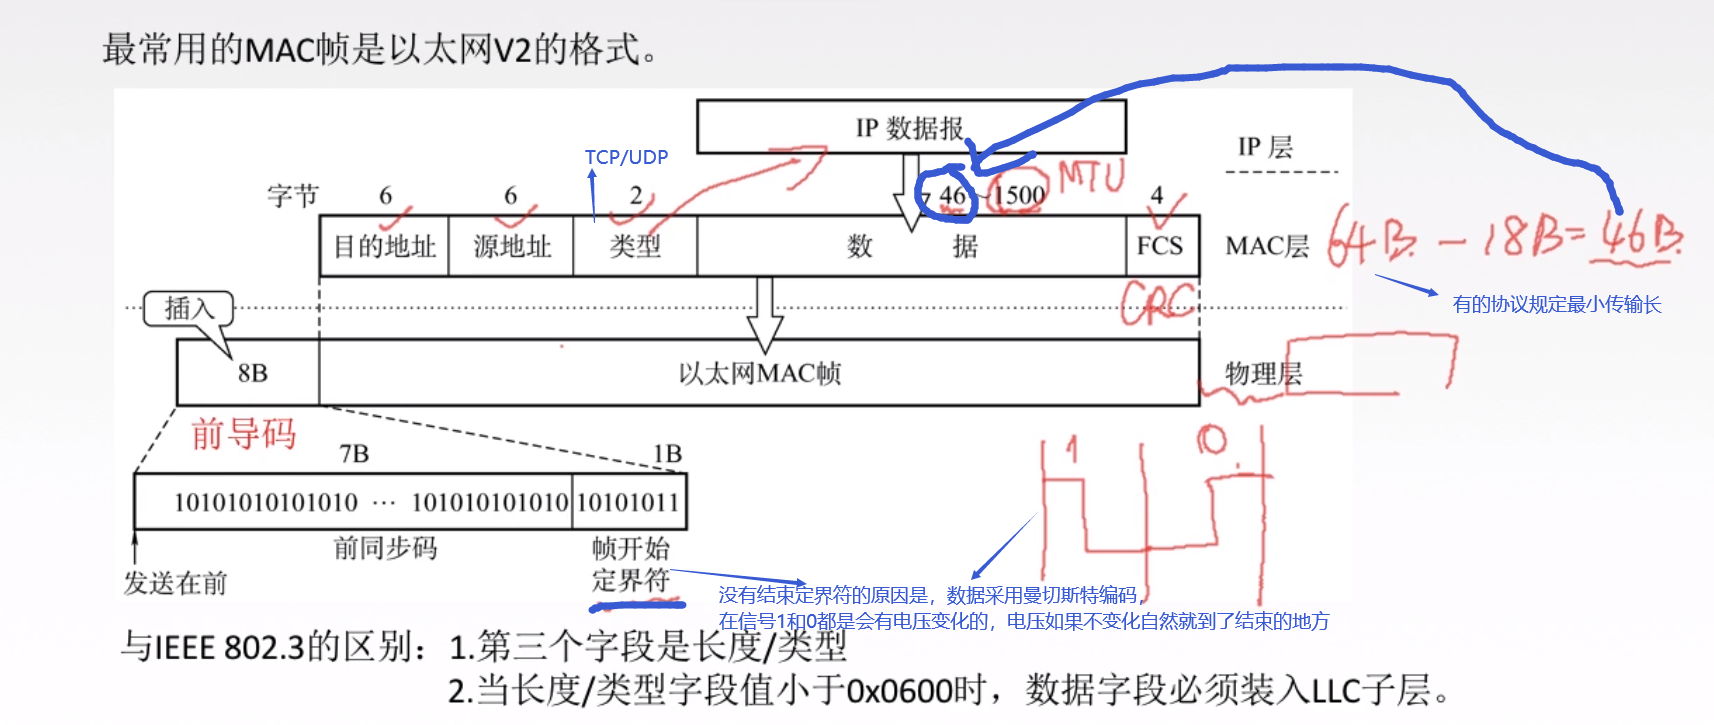 最常用的MAC帧是以太网V2的格式。
IP 数据报
IP 层
TCP/UDP
字节 6 6 2 46~1500 MTU 4
目的地址 源地址 类型 数 据 FCS MAC层 64B - 18B = 46B
CRC
有的协议规定最小传输长
插入
8B 以太网MAC帧 物理层
前导码
7B 1B
1 0
10101010101010 ··· 101010101010 10101011
前同步码 帧开始
定界符
发送在前
没有结束定界符的原因是，数据采用曼切斯特编码，
在信号1和0都是会有电压变化的，电压如果不变化自然就到了结束的地方
与IEEE 802.3的区别：1.第三个字段是长度/类型
2.当长度/类型字段值小于0x0600时，数据字段必须装入LLC子层。